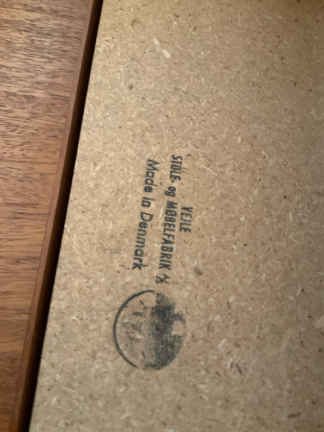 VEJLE
STOLE- og MØBELFABRIK A/S
Made in Denmark